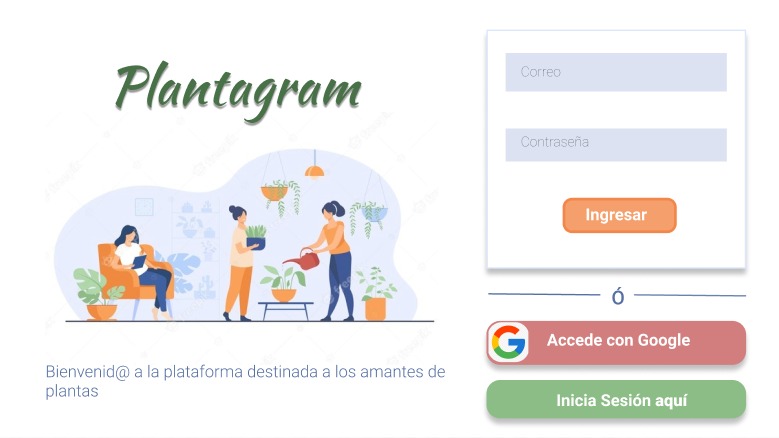 Plantagram
Bienvenid@ a la plataforma destinada a los amantes de
plantas
Correo
Contraseña
Ingresar
Ó
Accede con Google
Inicia Sesión aquí